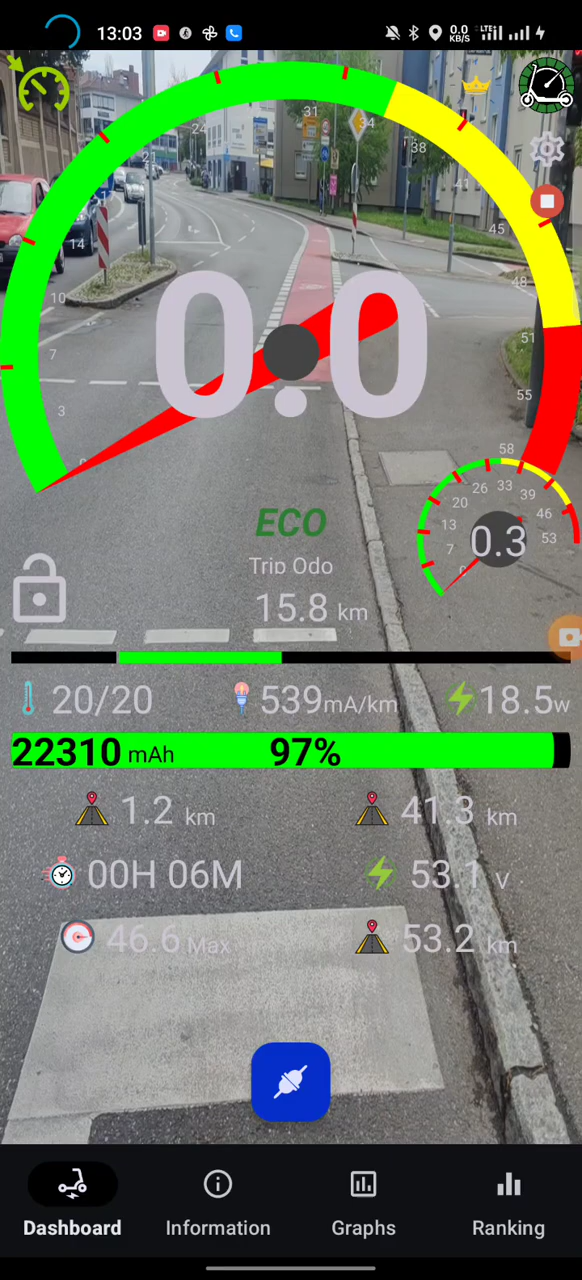 13:03 0.0 KB/S LTE
31
24 34
38
21
41
14 45
10 48
7 51
0.0
55
3
0 58
26 33 39
20 46
13 53
7 0.3
0
ECO
Trip Odo
15.8 km
20/20 539mA/km 18.5w
22310 mAh 97%
1.2 km 41.3 km
00H 06M 53.1 v
46.6 Max 53.2 km
Dashboard Information Graphs Ranking